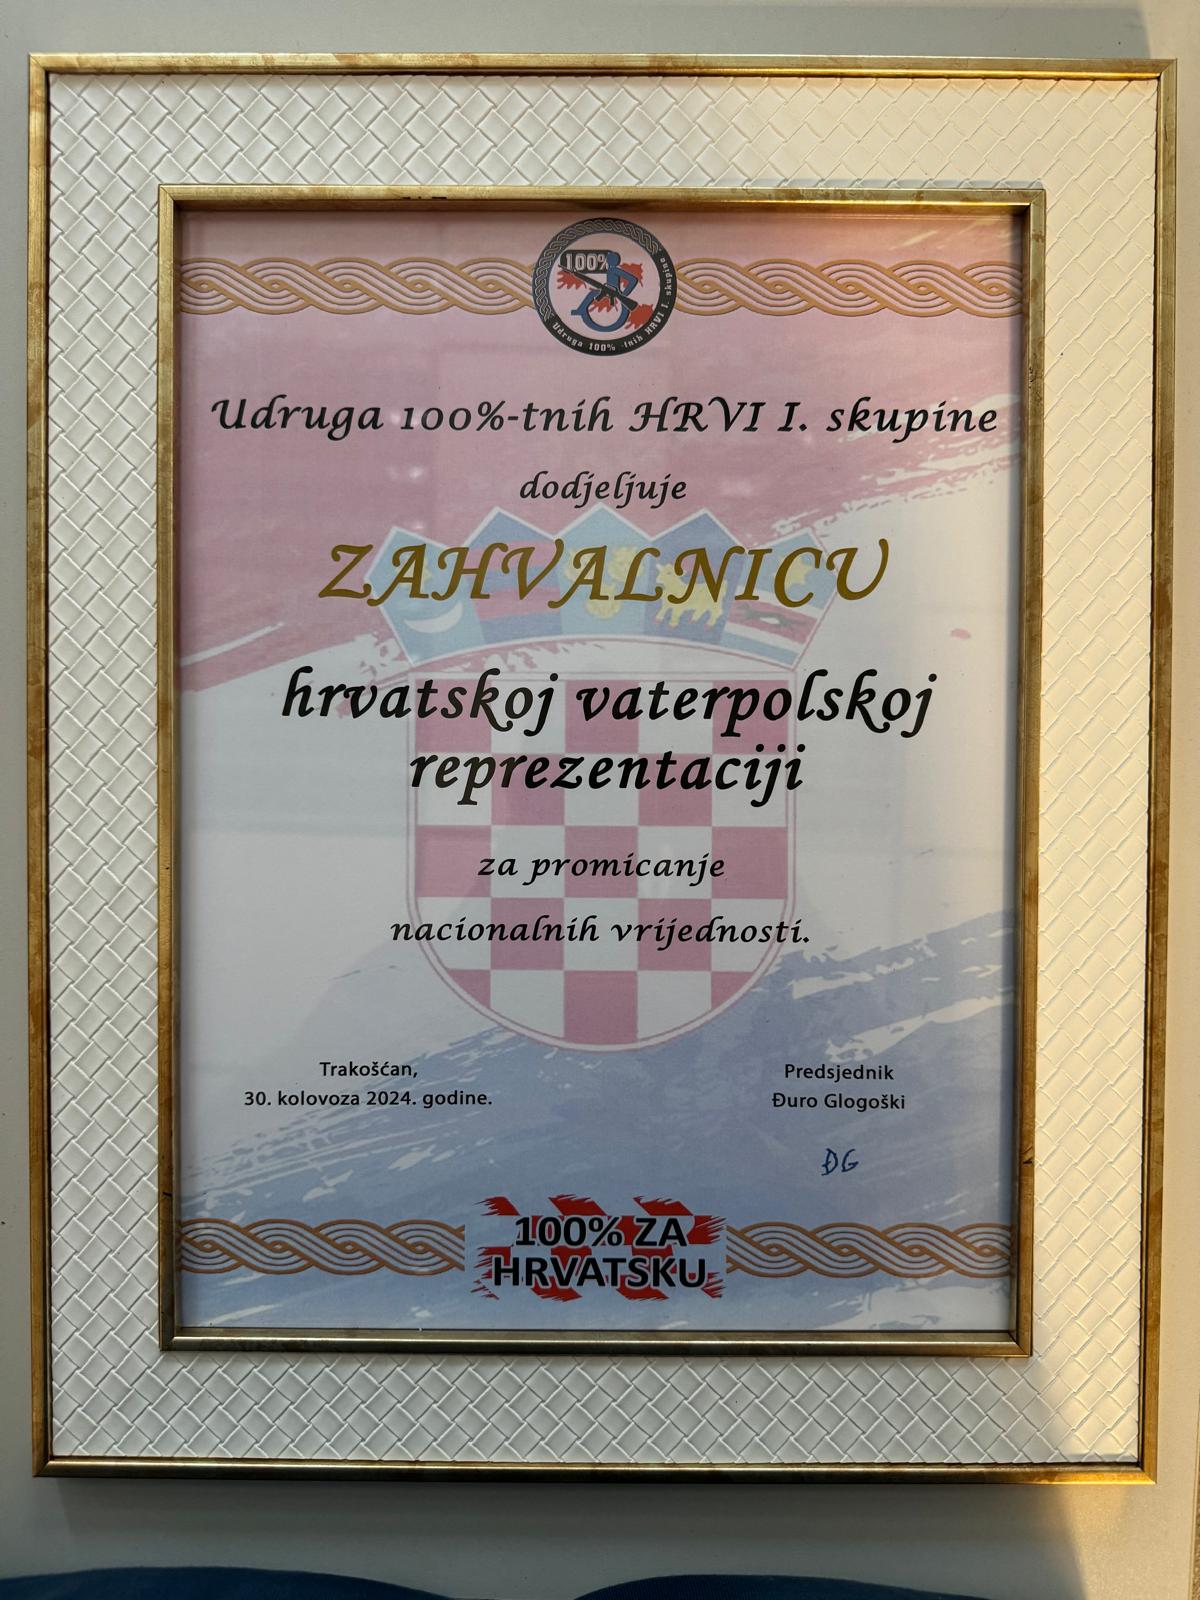 100%
Udruga 100% -tnih HRVI I. skupine
Udruga 100%-tnih HRVI I. skupine
dodjeljuje
ZAHVALNICU
hrvatskoj vaterpolskoj
reprezentaciji
za promicanje
nacionalnih vrijednosti.
Trakošćan,
30. kolovoza 2024. godine.
Predsjednik
Đuro Glogoški
ĐG
100% ZA
HRVATSKU